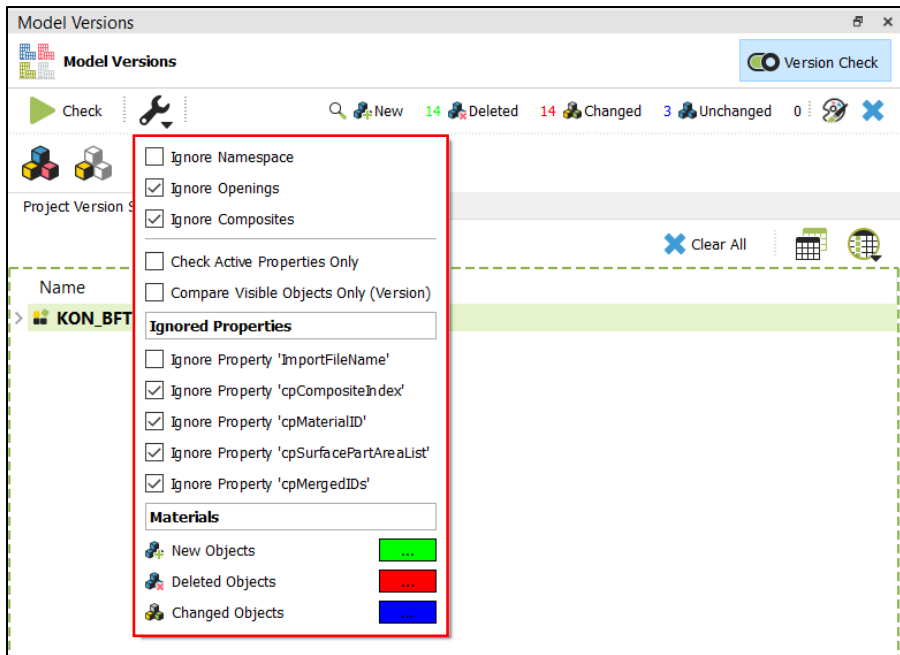 Model Versions
Model Versions
Version Check
Check
New 14 Deleted 14 Changed 3 Unchanged 0
Ignore Namespace
Ignore Openings
Project Version S
Ignore Composites
Clear All
Check Active Properties Only
Name
Compare Visible Objects Only (Version)
KON_BFT
Ignored Properties
Ignore Property 'ImportFileName'
Ignore Property 'cpCompositeIndex'
Ignore Property 'cpMaterialID'
Ignore Property 'cpSurfacePartAreaList'
Ignore Property 'cpMergedIDs'
Materials
New Objects ...
Deleted Objects ...
Changed Objects ...